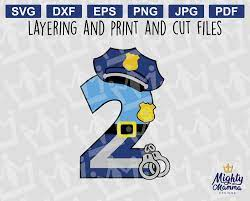 SVG DXF EPS PNG JPG PDF
LAYERING AND PRINT AND CUT FILES
2
Mighty
Mamma